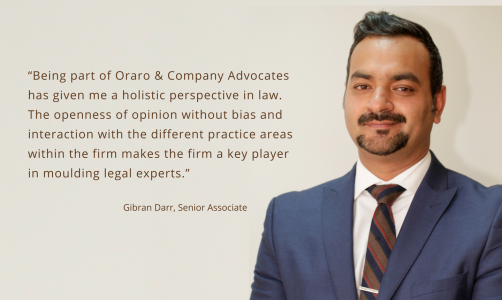 “Being part of Oraro & Company Advocates
has given me a holistic perspective in law.
The openness of opinion without bias and
interaction with the different practice areas
within the firm makes the firm a key player
in moulding legal experts.”
Gibran Darr, Senior Associate